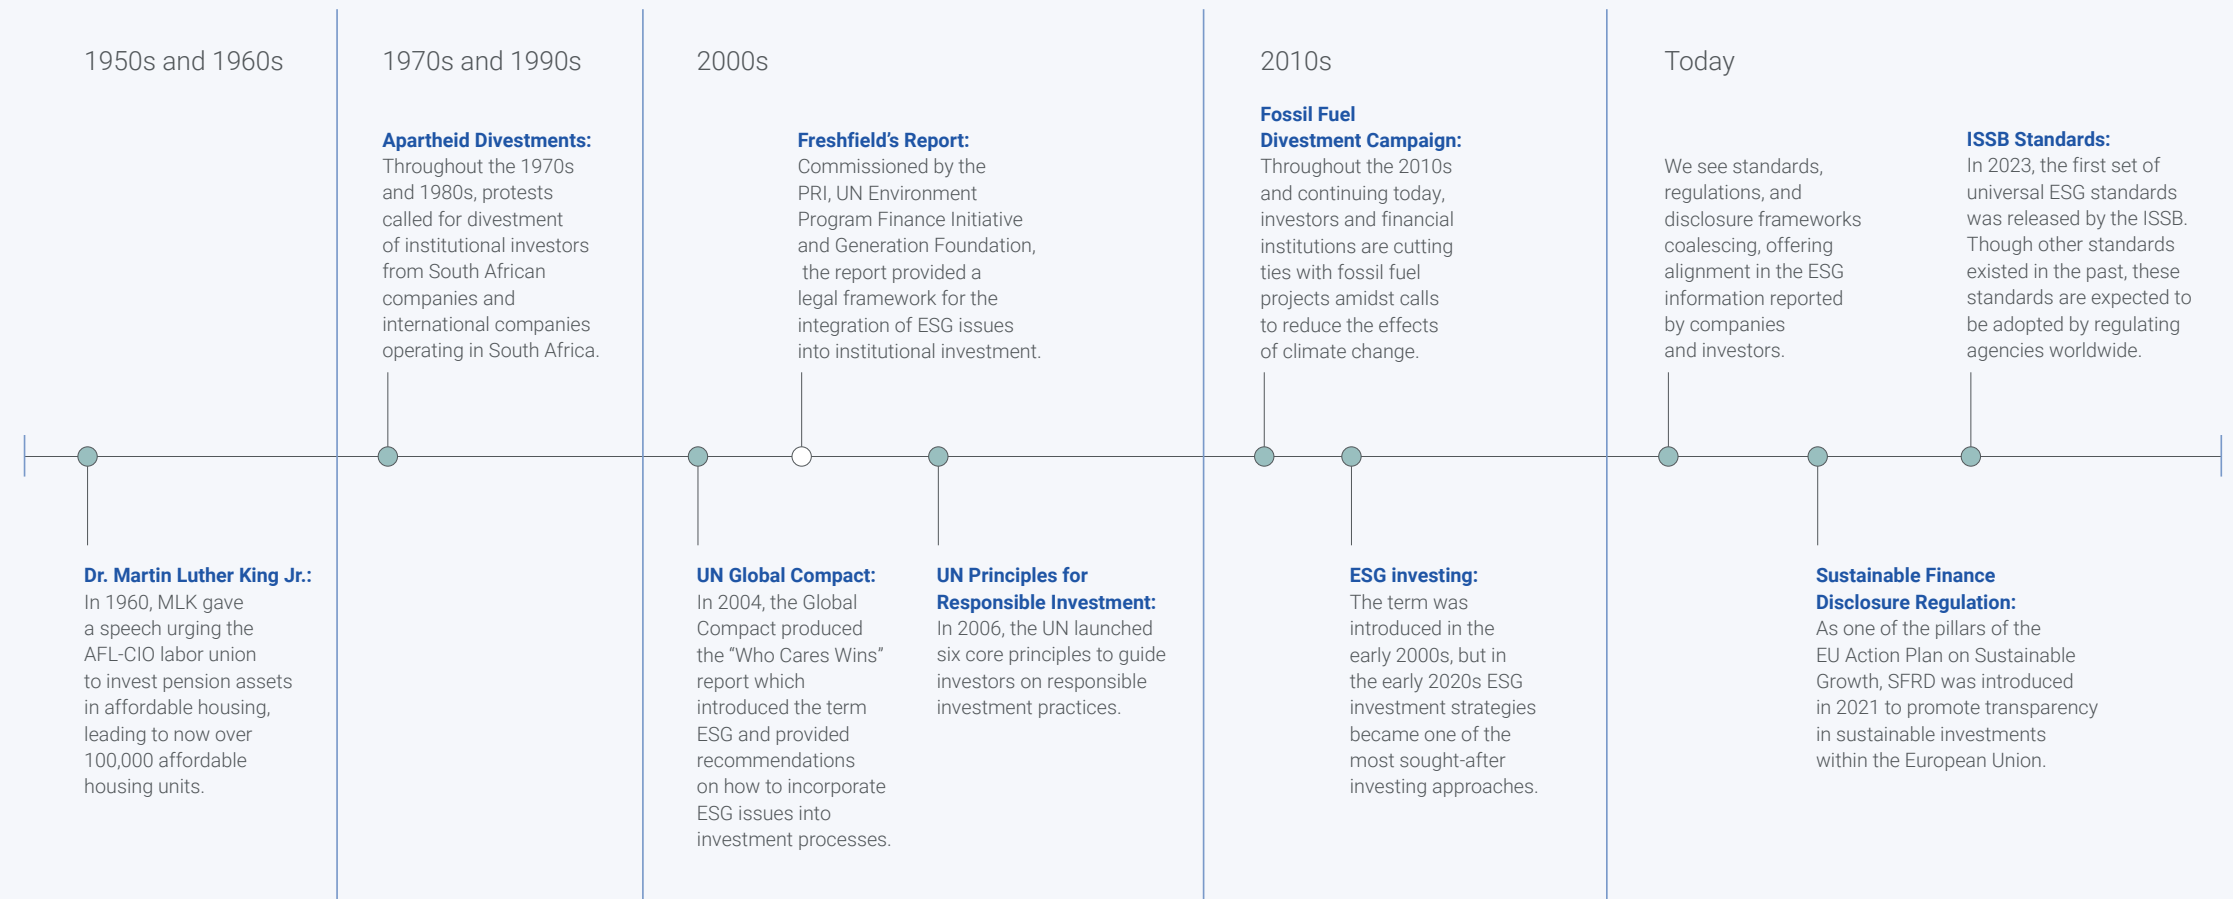 1950s and 1960s
Dr. Martin Luther King Jr.:
In 1960, MLK gave
a speech urging the
AFL-CIO labor union
to invest pension assets
in affordable housing,
leading to now over
100,000 affordable
housing units.
1970s and 1990s
Apartheid Divestments:
Throughout the 1970s
and 1980s, protests
called for divestment
of institutional investors
from South African
companies and
international companies
operating in South Africa.
2000s
UN Global Compact:
In 2004, the Global
Compact produced
the “Who Cares Wins”
report which
introduced the term
ESG and provided
recommendations
on how to incorporate
ESG issues into
investment processes.
Freshfield’s Report:
Commissioned by the
PRI, UN Environment
Program Finance Initiative
and Generation Foundation,
the report provided a
legal framework for the
integration of ESG issues
into institutional investment.
UN Principles for
Responsible Investment:
In 2006, the UN launched
six core principles to guide
investors on responsible
investment practices.
2010s
Fossil Fuel
Divestment Campaign:
Throughout the 2010s
and continuing today,
investors and financial
institutions are cutting
ties with fossil fuel
projects amidst calls
to reduce the effects
of climate change.
ESG investing:
The term was
introduced in the
early 2000s, but in
the early 2020s ESG
investment strategies
became one of the
most sought-after
investing approaches.
Today
We see standards,
regulations, and
disclosure frameworks
coalescing, offering
alignment in the ESG
information reported
by companies
and investors.
Sustainable Finance
Disclosure Regulation:
As one of the pillars of the
EU Action Plan on Sustainable
Growth, SFRD was introduced
in 2021 to promote transparency
in sustainable investments
within the European Union.
ISSB Standards:
In 2023, the first set of
universal ESG standards
was released by the ISSB.
Though other standards
existed in the past, these
standards are expected to
be adopted by regulating
agencies worldwide.